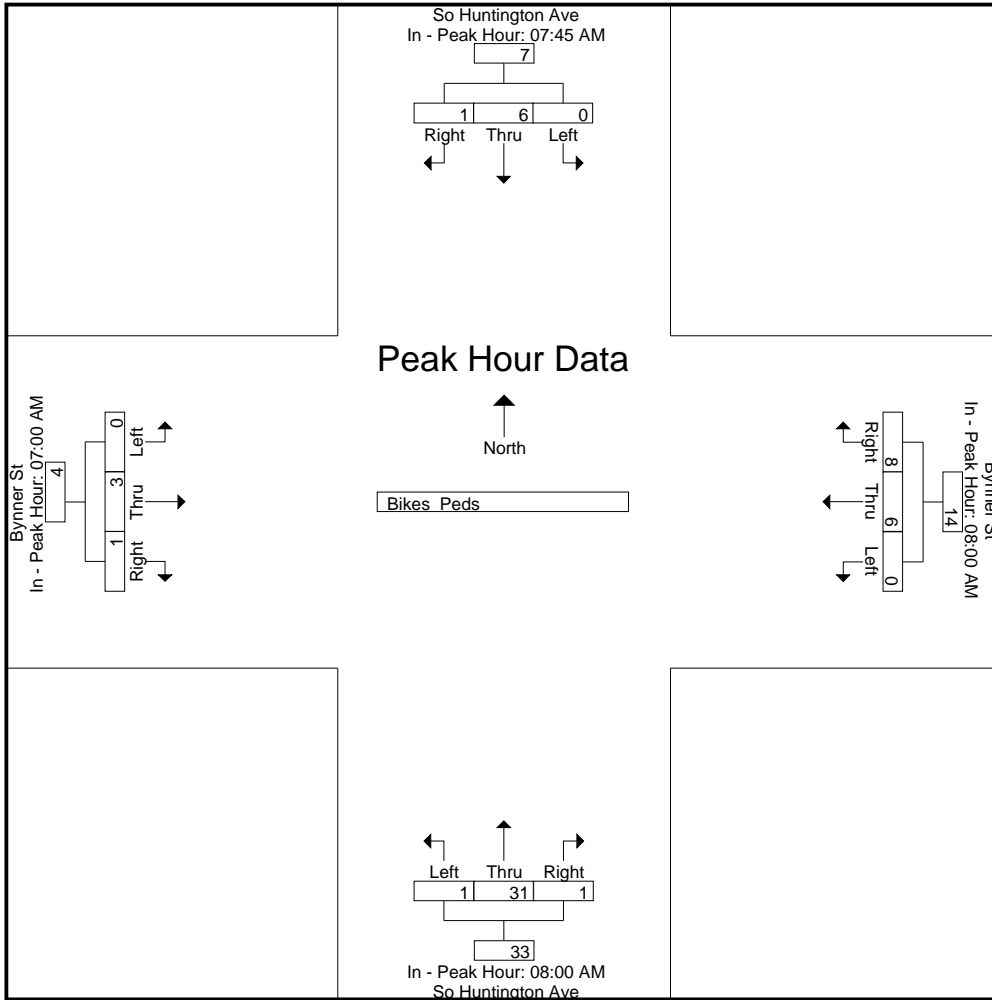 So Huntington Ave
In - Peak Hour: 07:45 AM
7
1 6 0
Right Thru Left
Peak Hour Data
North
Bikes Peds
Bynner St
In - Peak Hour: 07:00 AM
4
0 3 1
Left Thru Right
Bynner St
In - Peak Hour: 08:00 AM
14
8 6 0
Right Thru Left
Left Thru Right
1 31 1
33
In - Peak Hour: 08:00 AM
So Huntington Ave